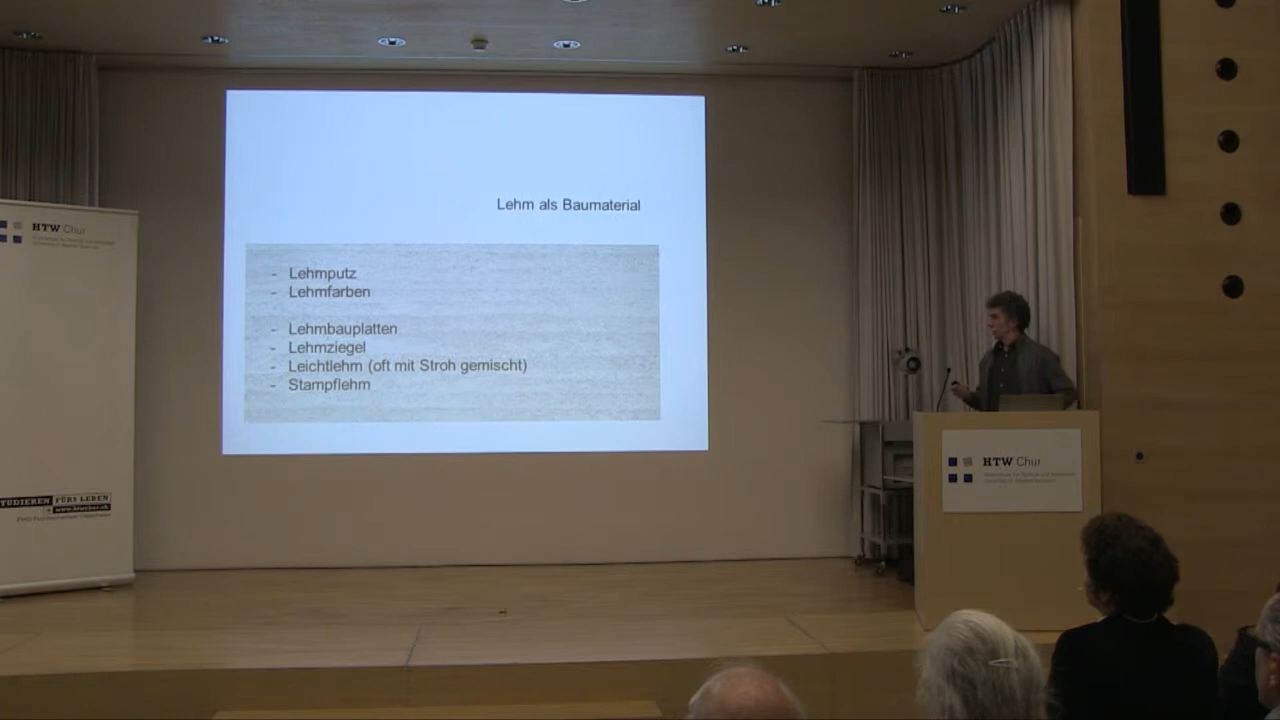 Lehm als Baumaterial
- Lehmputz
- Lehmfarben
- Lehmbauplatten
- Lehmziegel
- Leichtlehm (oft mit Stroh gemischt)
- Stampflehm
HTW Chur
TUDIEREN FÜRS LEBEN
HTW Chur